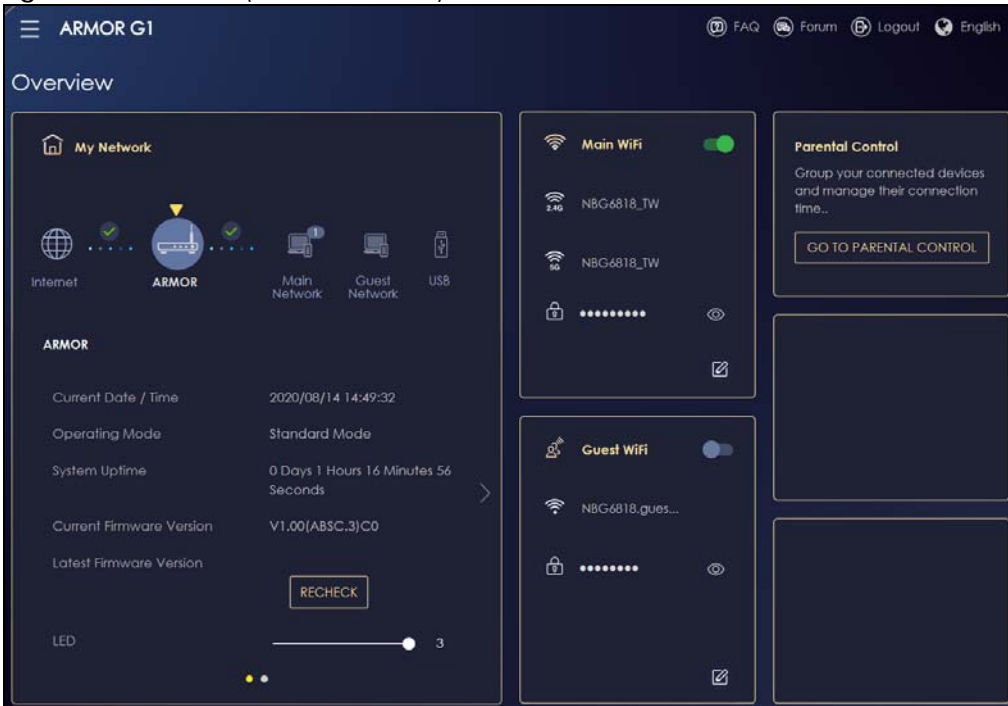 ARMOR G1
FAQ Forum Logout English
Overview
My Network
Internet
ARMOR
1
Main
Network
Guest
Network
USB
ARMOR
Current Date / Time 2020/08/14 14:49:32
Operating Mode Standard Mode
System Uptime 0 Days 1 Hours 16 Minutes 56
Seconds
Current Firmware Version V1.00(ABSC.3)C0
Latest Firmware Version
RECHECK
LED 3
Main WiFi
2.4G NBG6818_TW
5G NBG6818_TW
•••••••••
Guest WiFi
NBG6818.gues...
••••••••
Parental Control
Group your connected devices
and manage their connection
time..
GO TO PARENTAL CONTROL